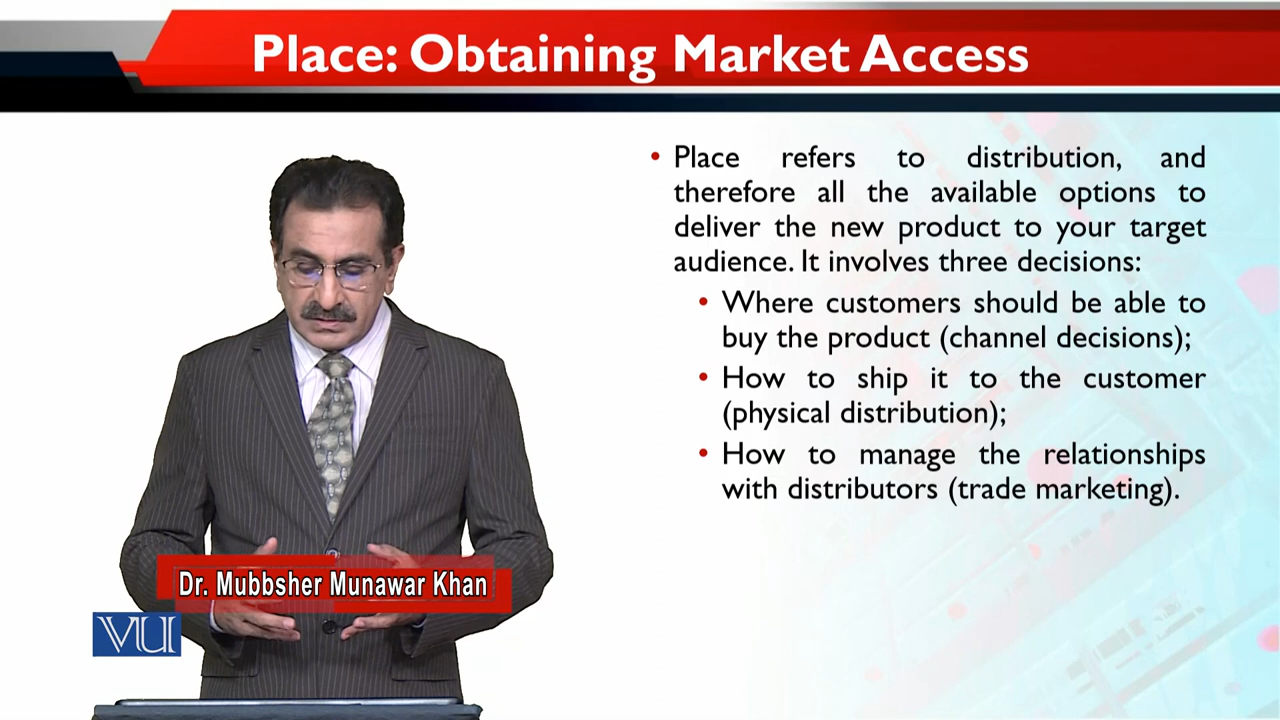 Place: Obtaining Market Access
• Place refers to distribution, and
therefore all the available options to
deliver the new product to your target
audience. It involves three decisions:
• Where customers should be able to
buy the product (channel decisions);
• How to ship it to the customer
(physical distribution);
• How to manage the relationships
with distributors (trade marketing).
Dr. Mubbsher Munawar Khan
VU